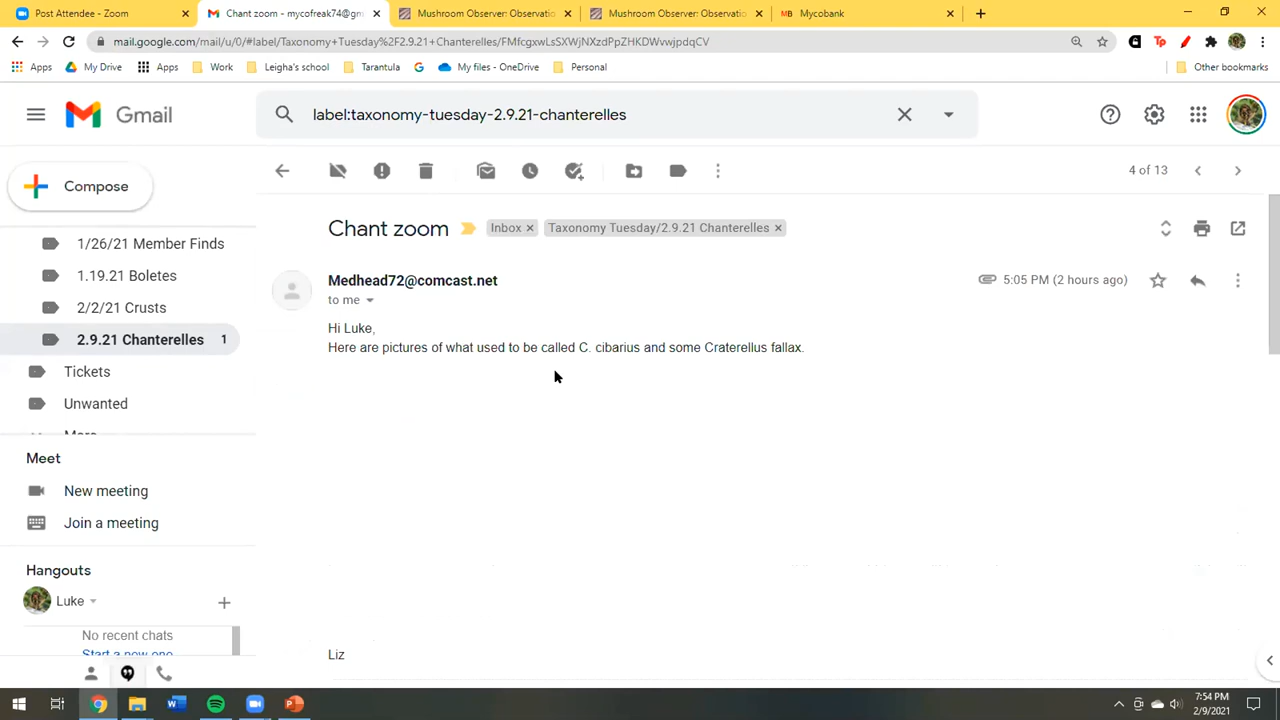 Post Attendee - Zoom
Chant zoom - mycofreak74@gm
Mushroom Observer: Observatio
Mushroom Observer: Observatio
MB Mycobank
mail.google.com/mail/u/0/#label/Taxonomy+Tuesday%2F2.9.21+Chanterelles/FMfcgxwLsSXWjNXzdPpZHKDWvwjpdqCV
Apps My Drive Apps Work Leigha's school Tarantula My files - OneDrive Personal Other bookmarks
Gmail
label:taxonomy-tuesday-2.9.21-chanterelles
Compose
4 of 13
1/26/21 Member Finds
1.19.21 Boletes
2/2/21 Crusts
2.9.21 Chanterelles 1
Tickets
Unwanted
More
Chant zoom Inbox × Taxonomy Tuesday/2.9.21 Chanterelles ×
Medhead72@comcast.net 5:05 PM (2 hours ago)
to me
Hi Luke,
Here are pictures of what used to be called C. cibarius and some Craterellus fallax.
Liz
Meet
New meeting
Join a meeting
Hangouts
Luke
No recent chats
Start a new one
7:54 PM
2/9/2021